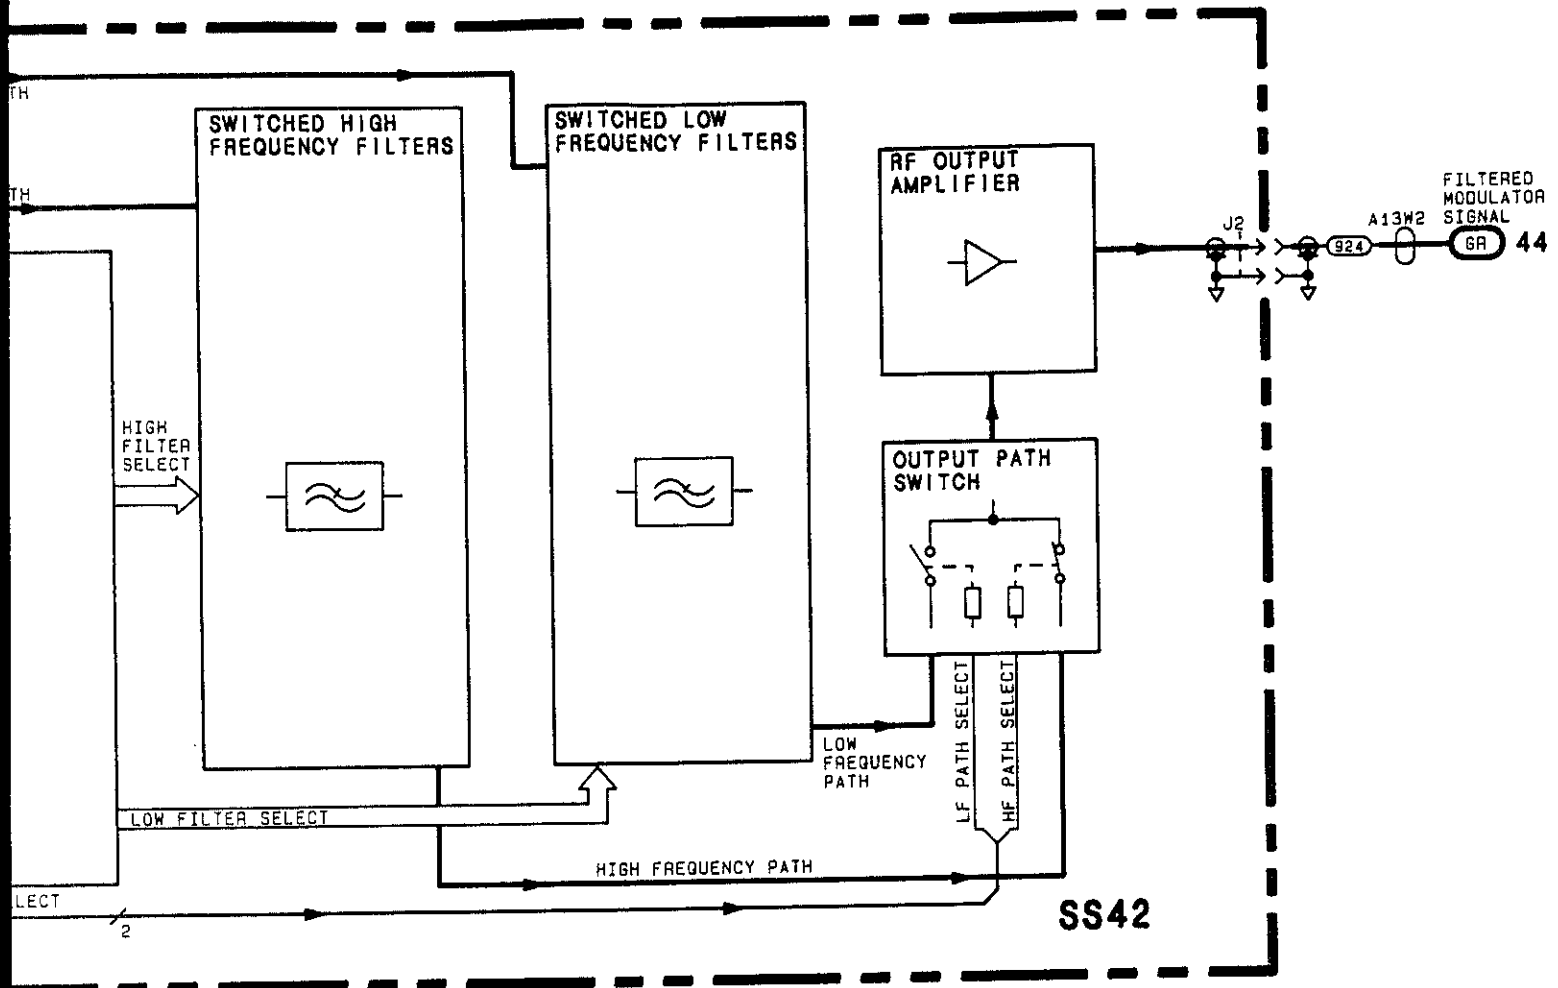 TH
SWITCHED HIGH
FREQUENCY FILTERS
SWITCHED LOW
FREQUENCY FILTERS
RF OUTPUT
AMPLIFIER
FILTERED
MODULATOR
SIGNAL
A13W2
J2
924
GA
44
TH
HIGH
FILTER
SELECT
OUTPUT PATH
SWITCH
LF PATH SELECT
HF PATH SELECT
LOW
FREQUENCY
PATH
LOW FILTER SELECT
HIGH FREQUENCY PATH
LECT
2
SS42